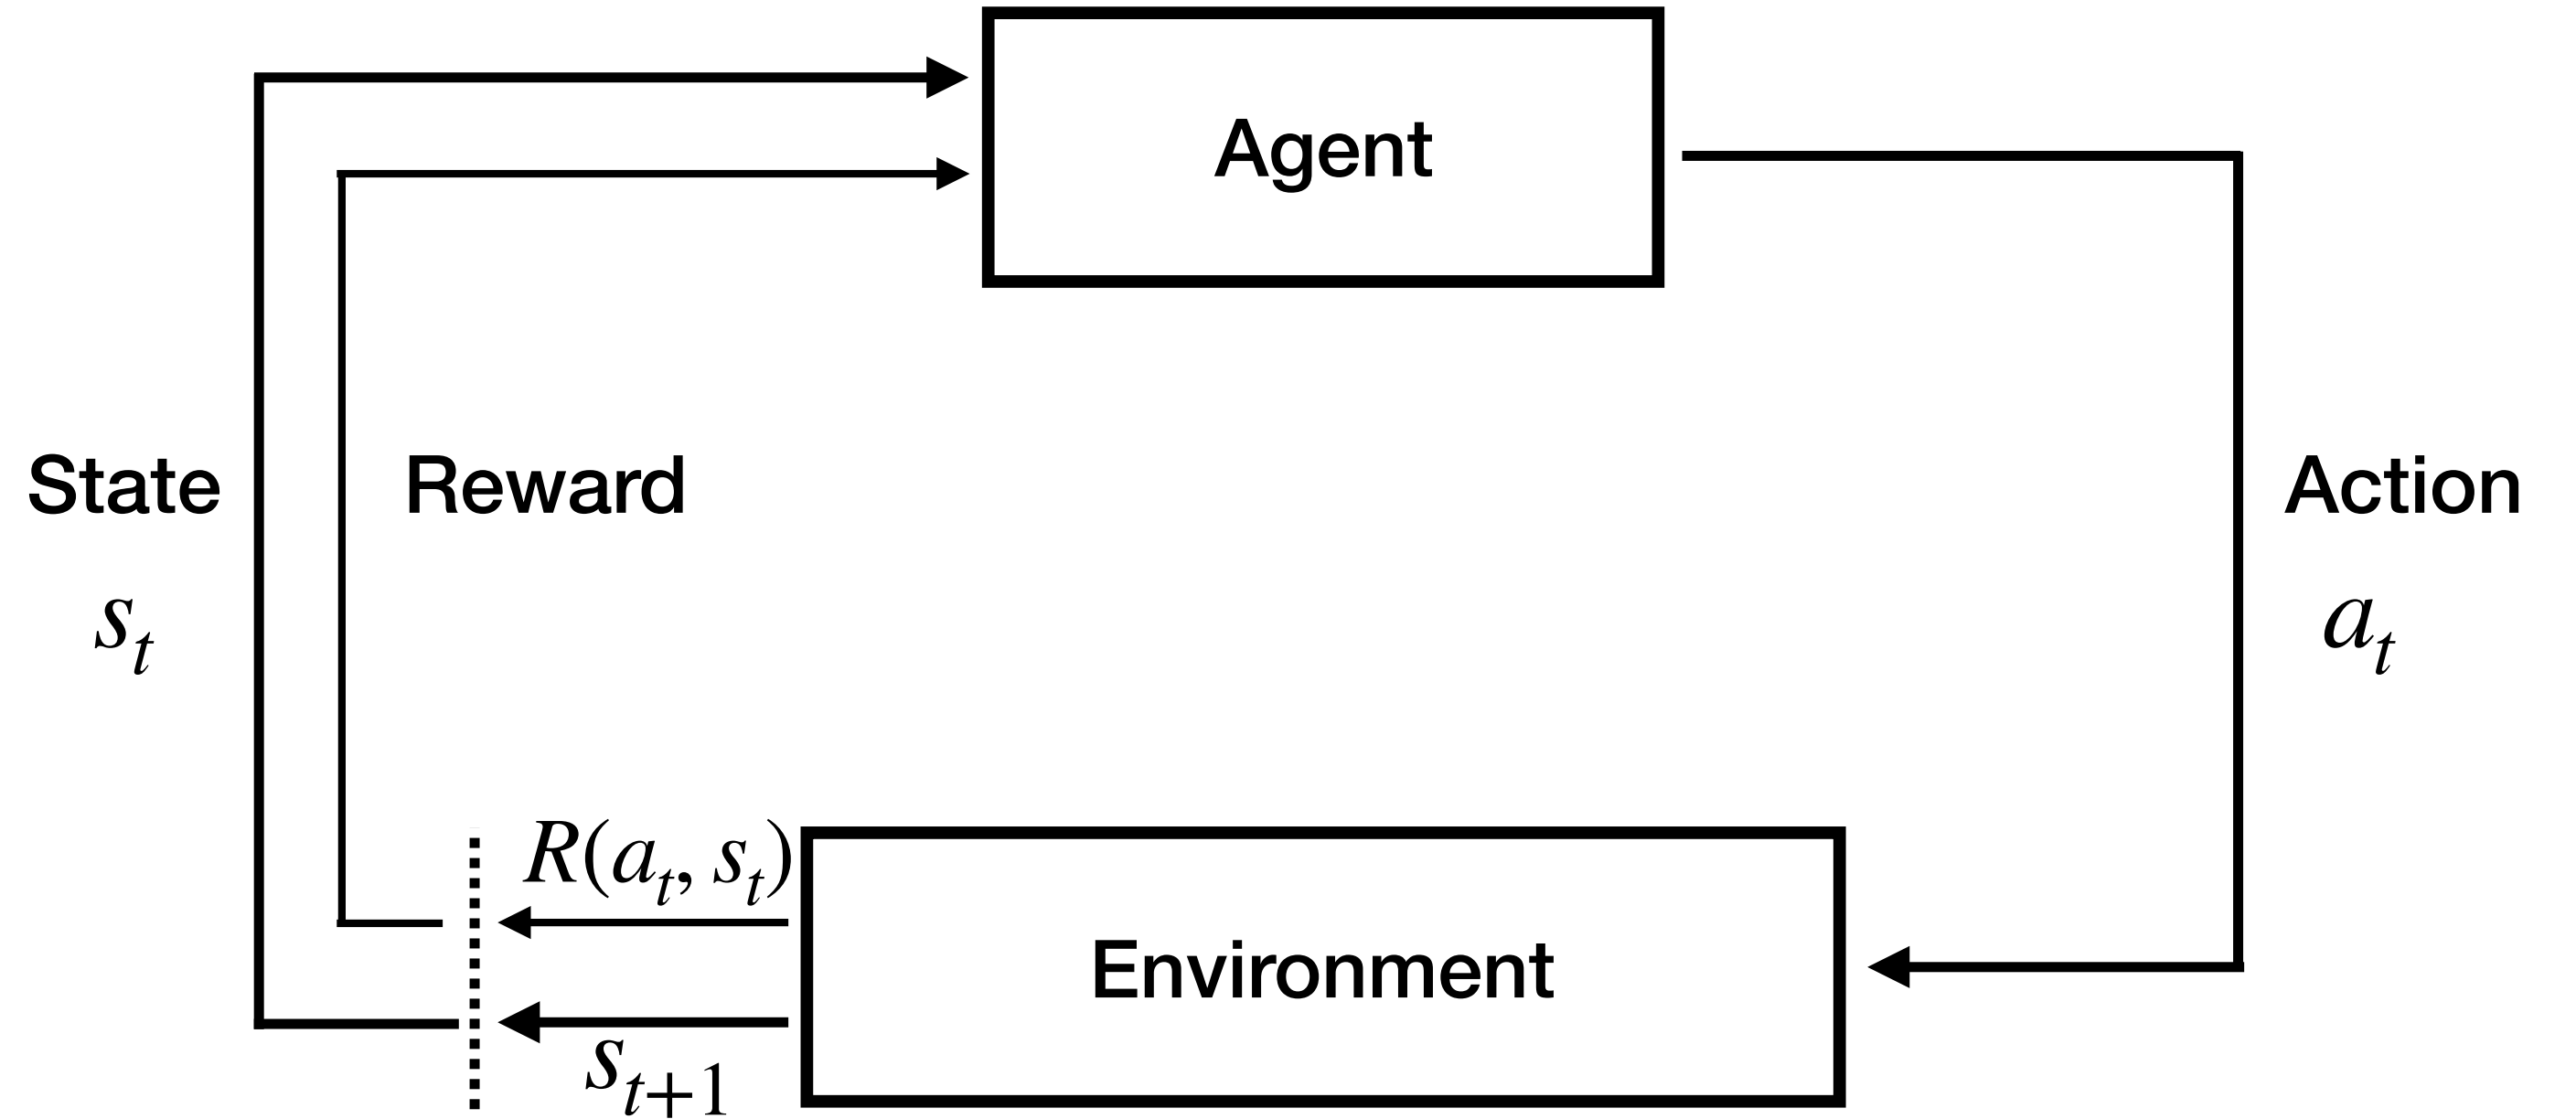 Agent
State
Reward
Action
s_t
a_t
R(a_t, s_t)
Environment
s_{t+1}